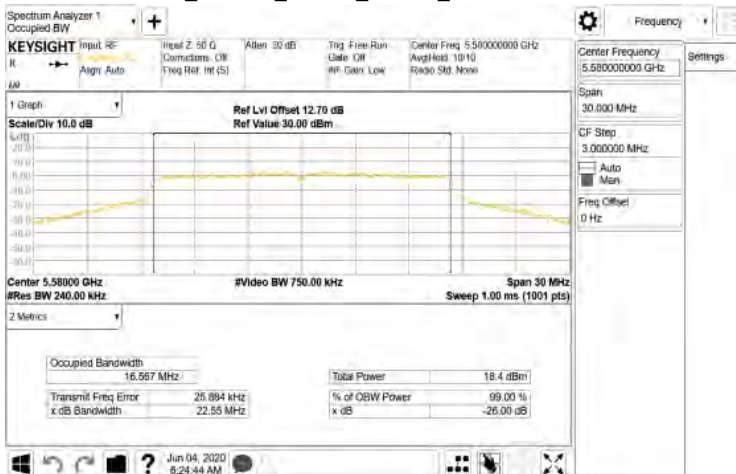 Spectrum Analyzer 1
Occupied BW
Frequency
KEYSIGHT Input: RF
Align: Auto
Input Z: 50 Ω
Corrections: Off
Freq Ref: Int (S)
Atten: 30 dB
Trig: Free Run
Gate: Off
#IF Gain: Low
Center Freq: 5.580000000 GHz
Avg|Hold: 10/10
Radio Std: None
Center Frequency
5.580000000 GHz
Settings
Span
30.000 MHz
CF Step
3.000000 MHz
Auto
Man
Freq Offset
0 Hz
1 Graph
Scale/Div 10.0 dB
Ref Lvl Offset 12.70 dB
Ref Value 30.00 dBm
Center 5.58000 GHz
#Res BW 240.00 kHz
#Video BW 750.00 kHz
Span 30 MHz
Sweep 1.00 ms (1001 pts)
2 Metrics
Occupied Bandwidth
MHz
Total Power 18.4 dBm
Transmit Freq Error 25.894 kHz
% of OBW Power 99.00 %
x dB Bandwidth 22.55 MHz
x dB -26.00 dB
? Jun 04, 2020
6:24:44 AM